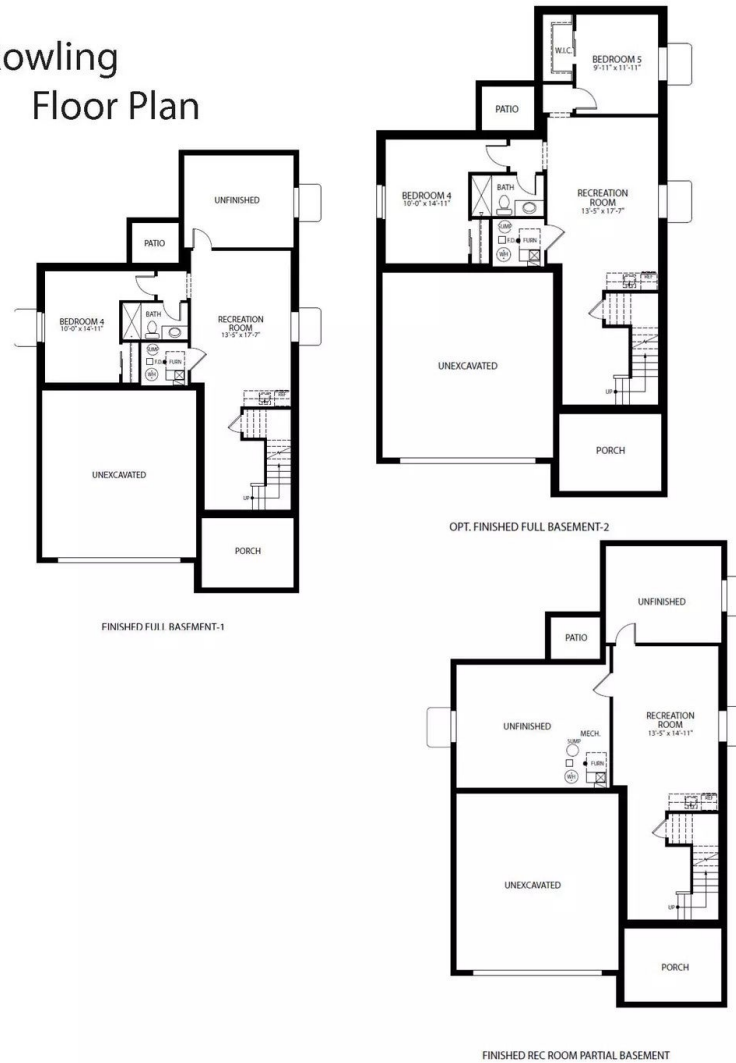 owling
Floor Plan
UNFINISHED
PATIO
BEDROOM 4
10'-0" x 14'-11"
BATH
RECREATION
ROOM
13'-5" x 17'-7"
SUMP
F.D.
FURN
WH
REF
UNEXCAVATED
UP
PORCH
FINISHED FULL BASEMENT-1
W.I.C.
BEDROOM 5
9'-11" x 11'-11"
PATIO
BEDROOM 4
10'-0" x 14'-11"
BATH
RECREATION
ROOM
13'-5" x 17'-7"
SUMP
F.D.
FURN
WH
REF
UNEXCAVATED
UP
PORCH
OPT. FINISHED FULL BASEMENT-2
UNFINISHED
PATIO
UNFINISHED
MECH.
SUMP
FURN
WH
RECREATION
ROOM
13'-5" x 14'-11"
REF
UNEXCAVATED
UP
PORCH
FINISHED REC ROOM PARTIAL BASEMENT